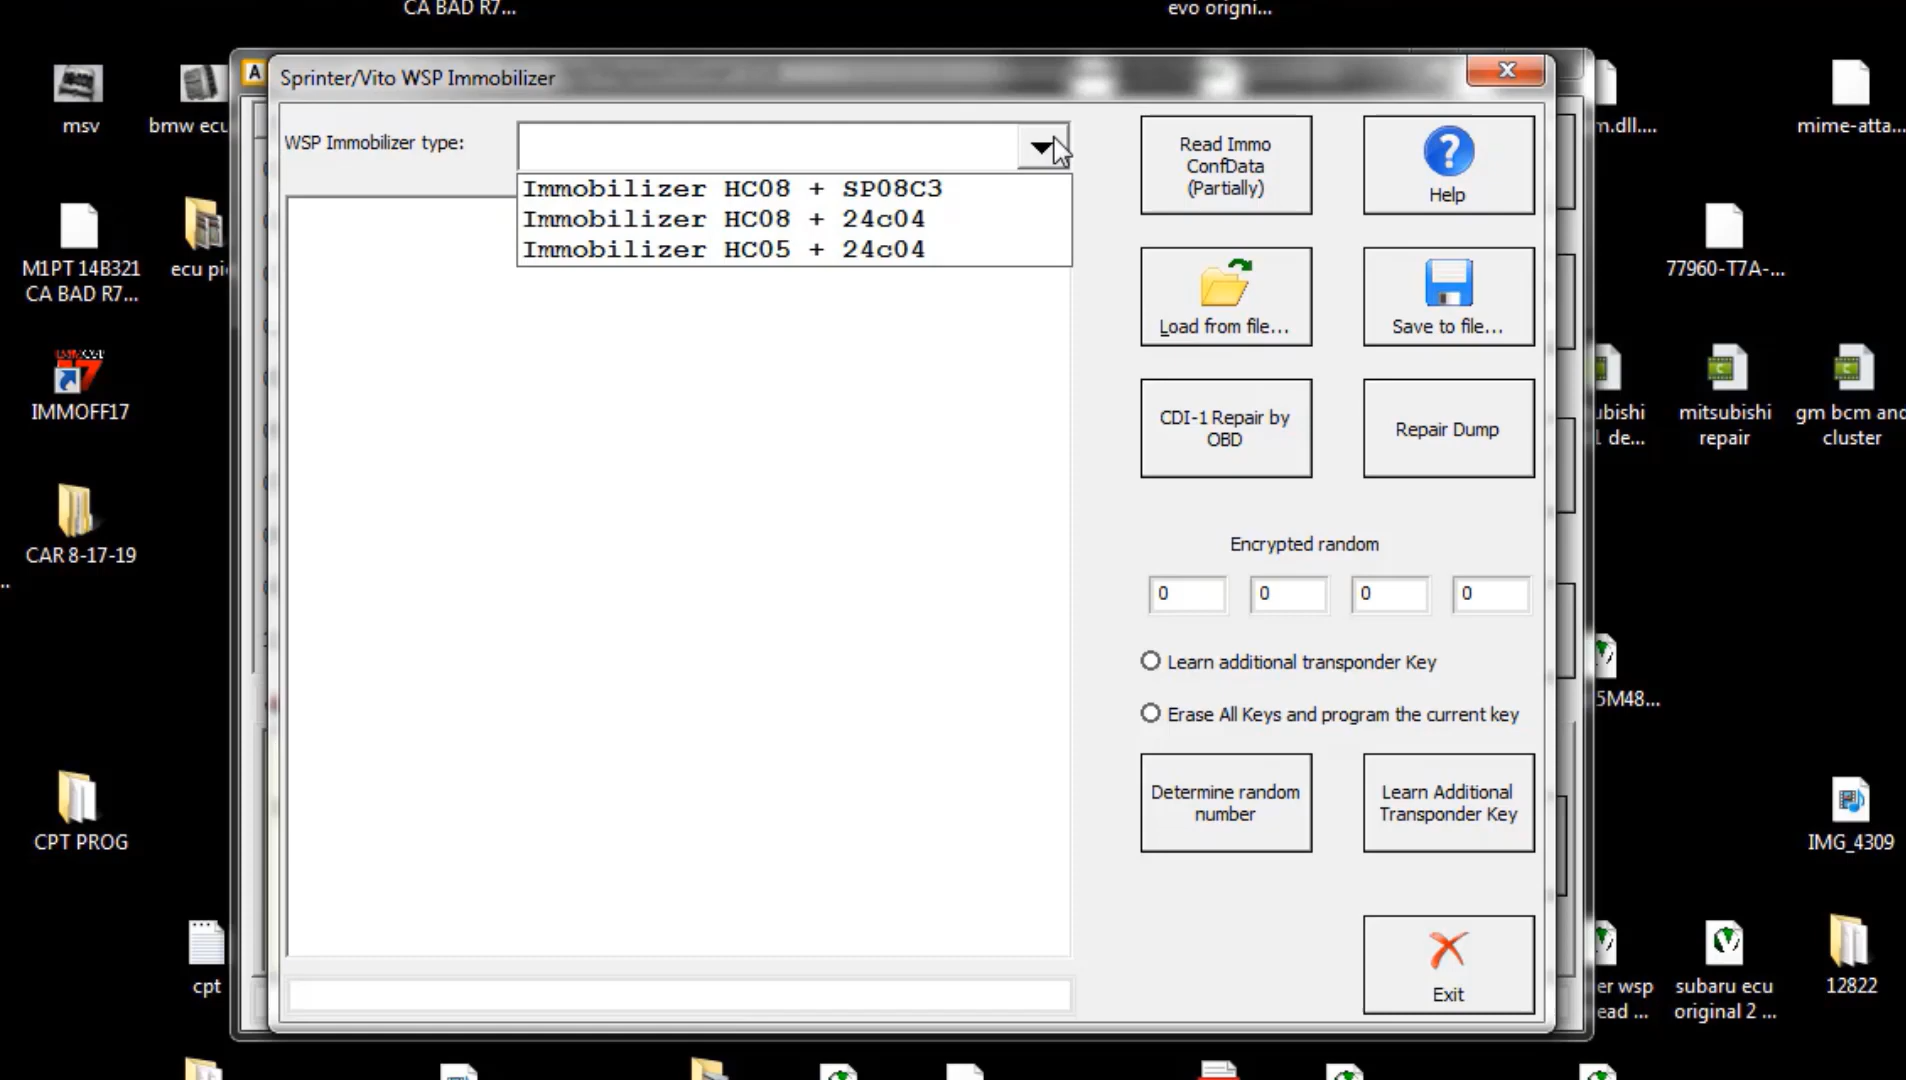 CA BAD R7...
evo origni...
msv
bmw ecu
M1PT 14B321
CA BAD R7...
ecu pi
IMMOFF17
CAR 8-17-19
...
CPT PROG
cpt
A
Sprinter/Vito WSP Immobilizer
WSP Immobilizer type:
Immobilizer HC08 + SP08C3
Immobilizer HC08 + 24c04
Immobilizer HC05 + 24c04
Read Immo
ConfData
(Partially)
Help
Load from file...
Save to file...
CDI-1 Repair by
OBD
Repair Dump
Encrypted random
0 0 0 0
Learn additional transponder Key
Erase All Keys and program the current key
Determine random
number
Learn Additional
Transponder Key
Exit
m.dll....
mime-atta...
77960-T7A-...
ubishi
1 de...
mitsubishi
repair
gm bcm and
cluster
5M48...
IMG_4309
er wsp
ead ...
subaru ecu
original 2 ...
12822